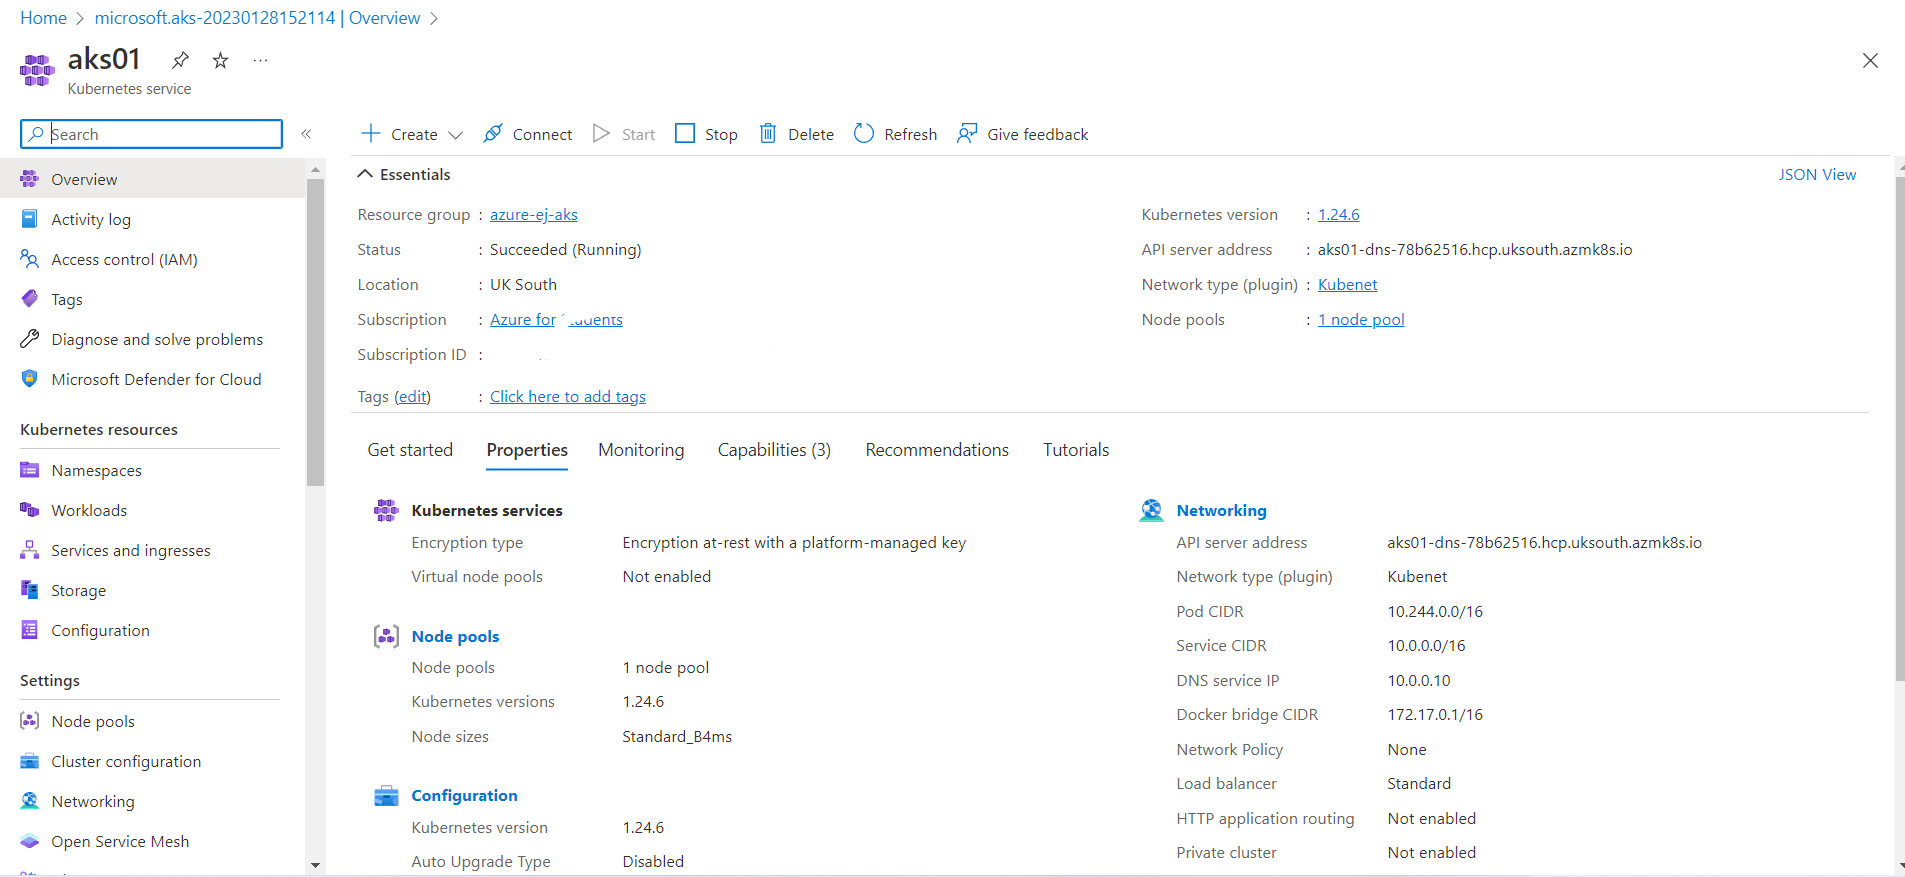 Home > microsoft.aks-20230128152114 | Overview >
aks01
Kubernetes service
Search
Create
Connect
Start
Stop
Delete
Refresh
Give feedback
Overview
Activity log
Access control (IAM)
Tags
Diagnose and solve problems
Microsoft Defender for Cloud
Kubernetes resources
Namespaces
Workloads
Services and ingresses
Storage
Configuration
Settings
Node pools
Cluster configuration
Networking
Open Service Mesh
Essentials
JSON View
Resource group : azure-ej-aks
Status : Succeeded (Running)
Location : UK South
Subscription : Azure for
Subscription ID :
Tags (edit) : Click here to add tags
Kubernetes version : 1.24.6
API server address : aks01-dns-78b62516.hcp.uksouth.azmk8s.io
Network type (plugin) : Kubenet
Node pools : 1 node pool
Get started
Properties
Monitoring
Capabilities (3)
Recommendations
Tutorials
Kubernetes services
Encryption type Encryption at-rest with a platform-managed key
Virtual node pools Not enabled
Node pools
Node pools 1 node pool
Kubernetes versions 1.24.6
Node sizes Standard_B4ms
Configuration
Kubernetes version 1.24.6
Auto Upgrade Type Disabled
Networking
API server address aks01-dns-78b62516.hcp.uksouth.azmk8s.io
Network type (plugin) Kubenet
Pod CIDR 10.244.0.0/16
Service CIDR 10.0.0.0/16
DNS service IP 10.0.0.10
Docker bridge CIDR 172.17.0.1/16
Network Policy None
Load balancer Standard
HTTP application routing Not enabled
Private cluster Not enabled